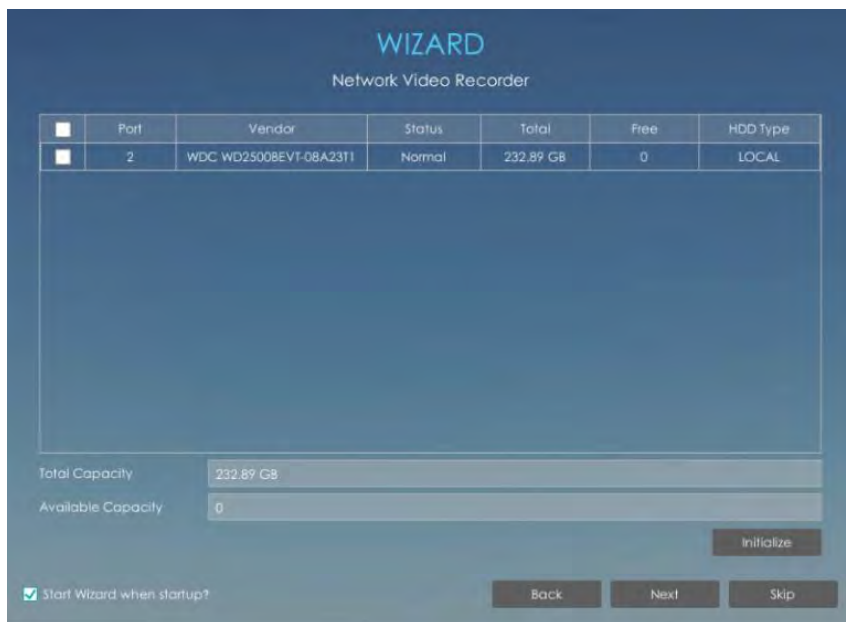 WIZARD
Network Video Recorder
Port Vendor Status Total Free HDD Type
2 WDC WD2500BEVT-08A23T1 Normal 232.89 GB 0 LOCAL
Total Capacity 232.89 GB
Available Capacity 0
Initialize
Start Wizard when startup? Back Next Skip